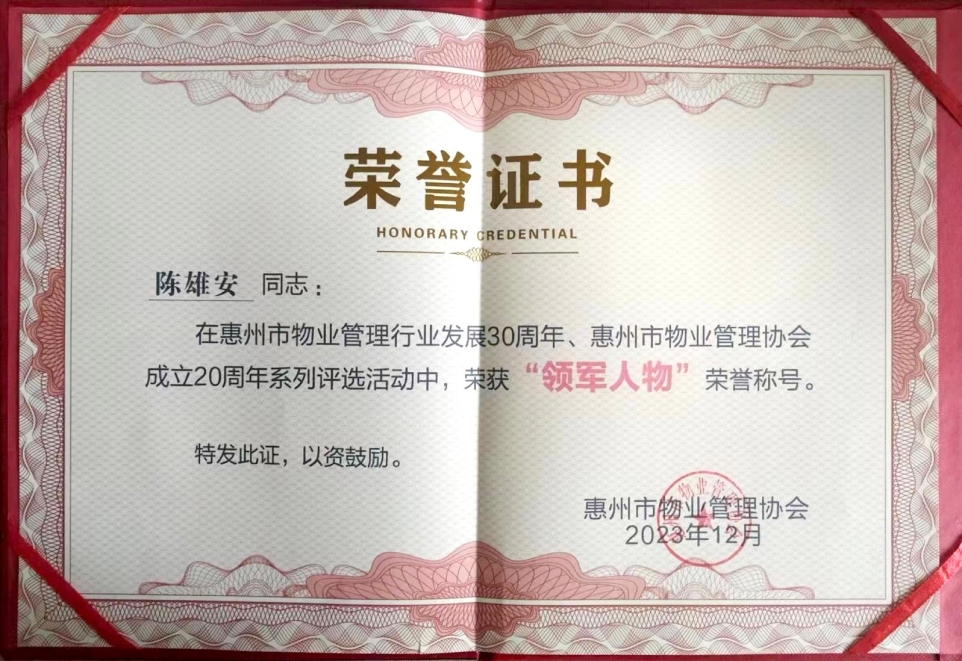 荣誉证书
HONORARY CREDENTIAL
陈雄安 同志：
在惠州市物业管理行业发展30周年、惠州市物业管理协会
成立20周年系列评选活动中，荣获“领军人物”荣誉称号。
特发此证，以资鼓励。
惠州市物业管理协会
2023年12月